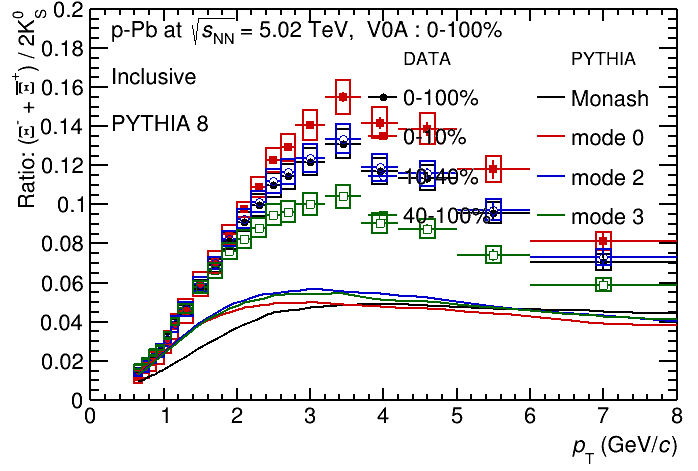 p-Pb at √sNN = 5.02 TeV, V0A : 0-100%
Inclusive
PYTHIA 8
DATA
0-100%
0-10%
10-40%
40-100%
PYTHIA
Monash
mode 0
mode 2
mode 3
Ratio: (Ξ⁻ + Ξ̅⁺) / 2K⁰S
0.2
0.18
0.16
0.14
0.12
0.1
0.08
0.06
0.04
0.02
0
0 1 2 3 4 5 6 7 8
pT (GeV/c)